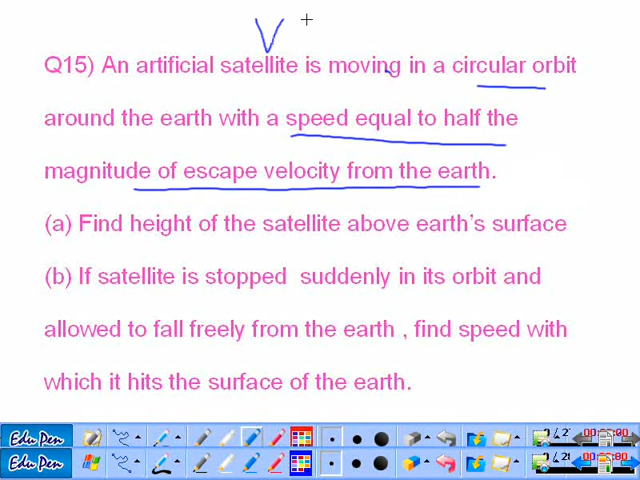 V
Q15) An artificial satellite is moving in a circular orbit
around the earth with a speed equal to half the
magnitude of escape velocity from the earth.
(a) Find height of the satellite above earth's surface
(b) If satellite is stopped suddenly in its orbit and
allowed to fall freely from the earth , find speed with
which it hits the surface of the earth.
Edu Pen
Edu Pen